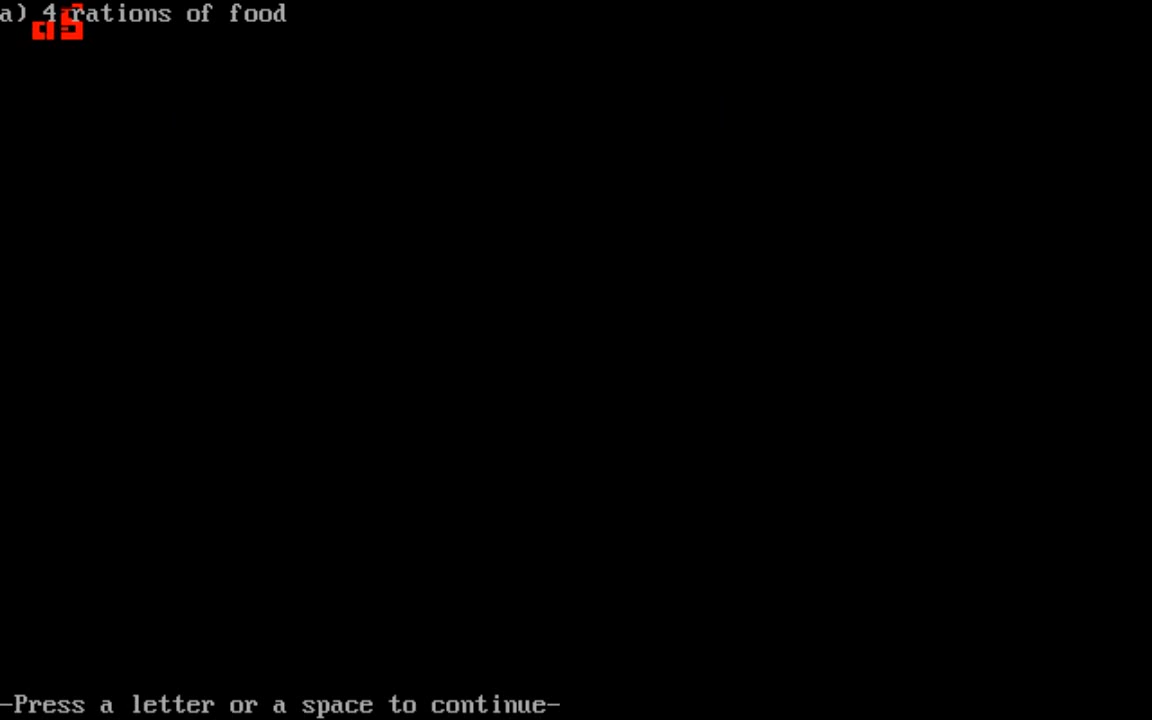 a) 4 rations of food
-Press a letter or a space to continue-